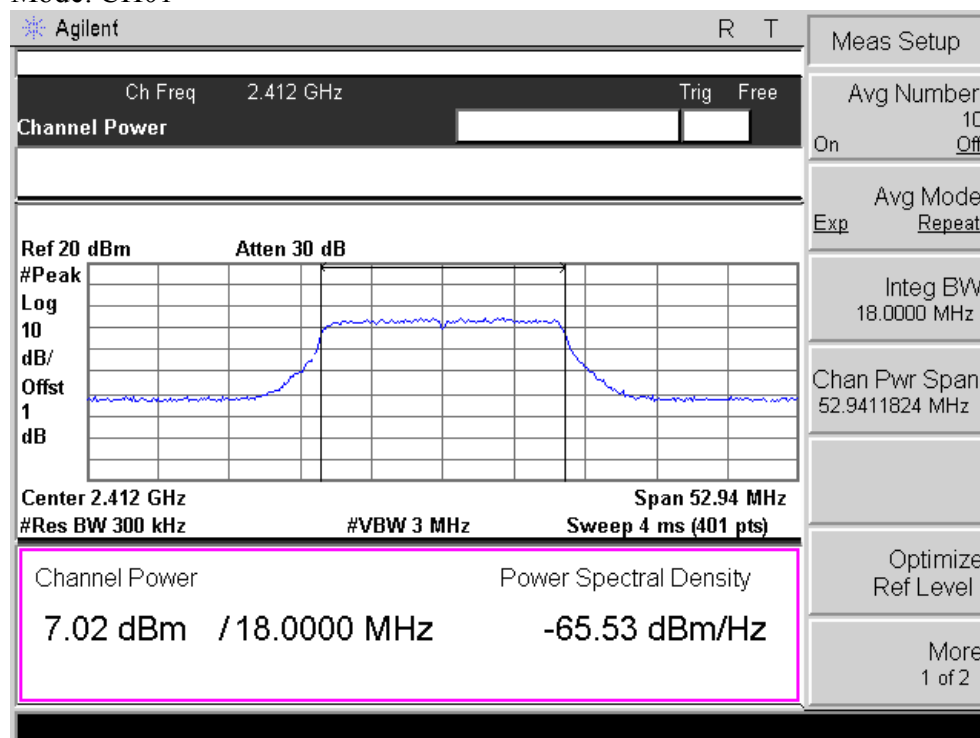 Agilent R T
Ch Freq 2.412 GHz Trig Free
Channel Power
Ref 20 dBm Atten 30 dB
#Peak
Log
10
dB/
Offst
1
dB
Center 2.412 GHz Span 52.94 MHz
#Res BW 300 kHz #VBW 3 MHz Sweep 4 ms (401 pts)
Channel Power Power Spectral Density
7.02 dBm / 18.0000 MHz -65.53 dBm/Hz
Meas Setup
Avg Number
10
On Off
Avg Mode
Exp Repeat
Integ BW
18.0000 MHz
Chan Pwr Span
52.9411824 MHz
Optimize
Ref Level
More
1 of 2